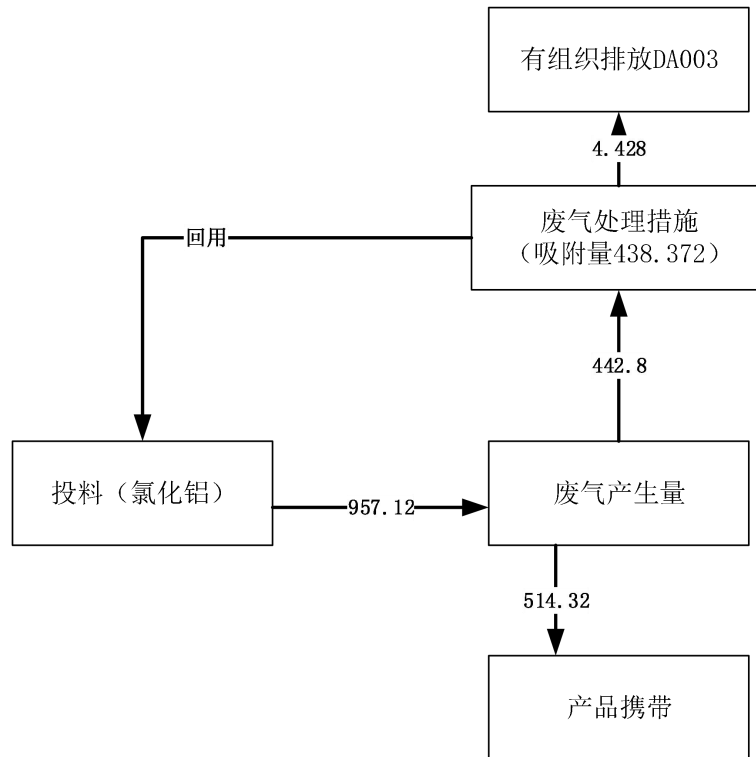 有组织排放DA003
4.428
废气处理措施
（吸附量438.372）
回用
442.8
投料（氯化铝）
957.12
废气产生量
514.32
产品携带